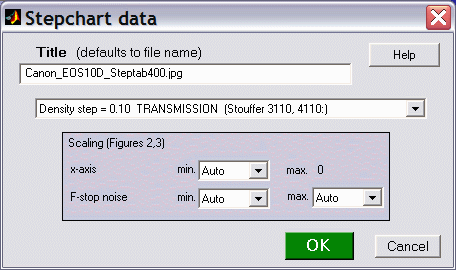 Stepchart data
Title (defaults to file name)
Help
Canon_EOS10D_Steptab400.jpg
Density step = 0.10 TRANSMISSION (Stouffer 3110, 4110:)
Scaling (Figures 2,3)
x-axis min. Auto max. 0
F-stop noise min. Auto max. Auto
OK Cancel